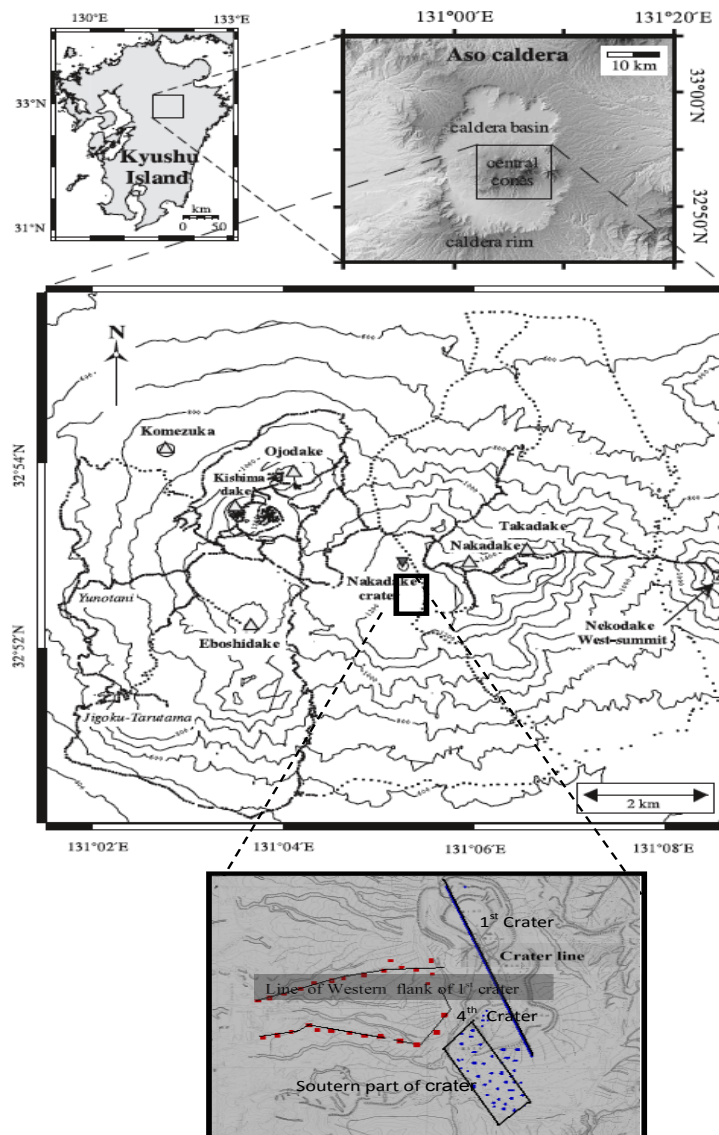 130°E
133°E
33°N
31°N
Kyushu
Island
km
0 50
131°00'E
131°20'E
Aso caldera
10 km
33°00'N
32°50'N
caldera basin
central
cones
caldera rim
N
Komezuka
Ojodake
Kishima
dake
32°54'N
Takadake
Nakadake
Nakadake
crater
Yunotani
Nekodake
West-summit
Eboshidake
32°52'N
Jigoku-Tarutama
2 km
131°02'E
131°04'E
131°06'E
131°08'E
1st Crater
Crater line
Line of Western flank of 1st crater
4th Crater
Soutern part of crater